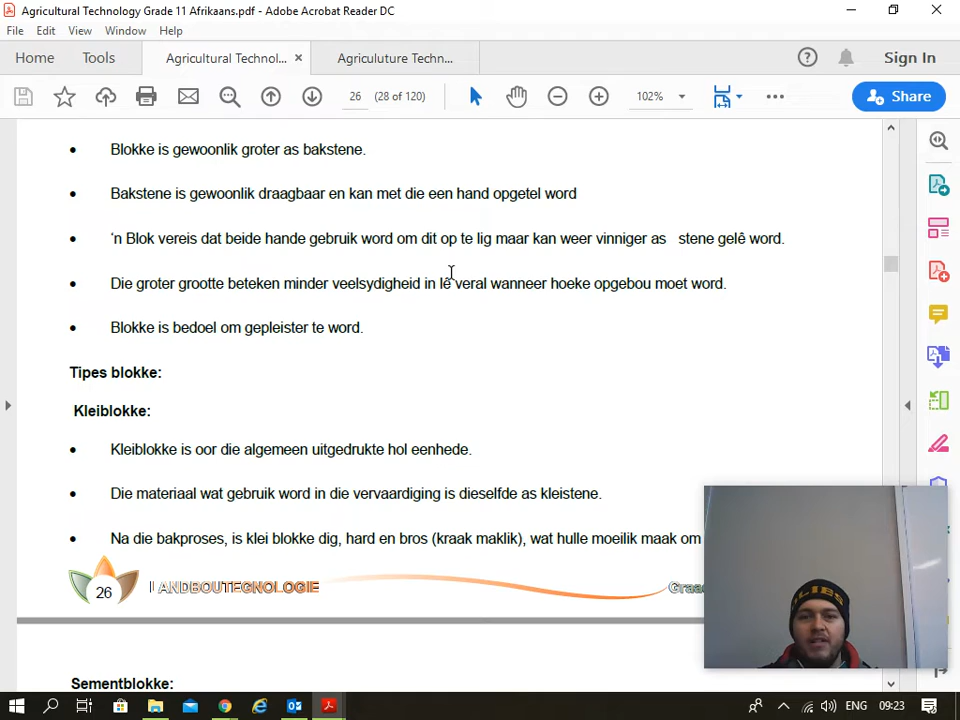 Agricultural Technology Grade 11 Afrikaans.pdf - Adobe Acrobat Reader DC
File Edit View Window Help
Home Tools Agricultural Technol... × Agriculuture Techn... Sign In
26 (28 of 120) 102% Share
• Blokke is gewoonlik groter as bakstene.
• Bakstene is gewoonlik draagbaar en kan met die een hand opgetel word
• 'n Blok vereis dat beide hande gebruik word om dit op te lig maar kan weer vinniger as stene gelê word.
• Die groter grootte beteken minder veelsydigheid in lê veral wanneer hoeke opgebou moet word.
• Blokke is bedoel om gepleister te word.
Tipes blokke:
Kleiblokke:
• Kleiblokke is oor die algemeen uitgedrukte hol eenhede.
• Die materiaal wat gebruik word in die vervaardiging is dieselfde as kleistene.
• Na die bakproses, is klei blokke dig, hard en bros (kraak maklik), wat hulle moeilik maak om
26 LANDBOUTEGNOLOGIE Graa
Sementblokke:
ENG 09:23